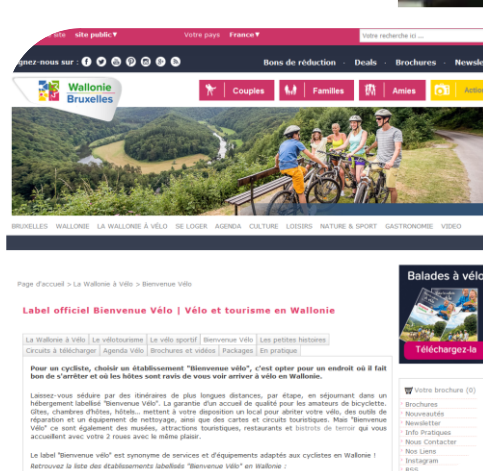 site public▼ Votre pays France▼ Votre recherche ici ...
gnez-nous sur :
Bons de réduction · Deals · Brochures · Newsle
Wallonie
Bruxelles
Couples
Familles
Amies
Action
BRUXELLES WALLONIE LA WALLONIE À VÉLO SE LOGER AGENDA CULTURE LOISIRS NATURE & SPORT GASTRONOMIE VIDEO
Page d'accueil > La Wallonie à Vélo > Bienvenue Vélo
Label officiel Bienvenue Vélo | Vélo et tourisme en Wallonie
La Wallonie à Vélo Le vélotourisme Le vélo sportif Bienvenue Vélo Les petites histoires
Circuits à télécharger Agenda Vélo Brochures et vidéos Packages En pratique
Pour un cycliste, choisir un établissement "Bienvenue Vélo", c'est opter pour un endroit où il fait
bon de s'arrêter et où les hôtes sont ravis de vous voir arriver à vélo en Wallonie.
Laissez-vous séduire par des itinéraires de plus longues distances, par étape, en séjournant dans un
hébergement labellisé "Bienvenue Vélo". La garantie d'un accueil de qualité pour les amateurs de bicyclette.
Gîtes, chambres d'hôtes, hôtels... mettent à votre disposition un local pour abriter votre vélo, des outils de
réparation et un équipement de nettoyage, ainsi que des cartes et circuits touristiques. Mais "Bienvenue
Vélo" ce sont également des musées, attractions touristiques, restaurants et bistrots de terroir qui vous
accueillent avec votre 2 roues avec le même plaisir.
Le label "Bienvenue vélo" est synonyme de services et d'équipements adaptés aux cyclistes en Wallonie !
Retrouvez la liste des établissements labellisés "Bienvenue Vélo" en Wallonie :
Balades à vélo
Téléchargez-la
Votre brochure (0)
Brochures
Nouveautés
Newsletter
Info Pratiques
Nous Contacter
Nos Liens
Instagram
RSS